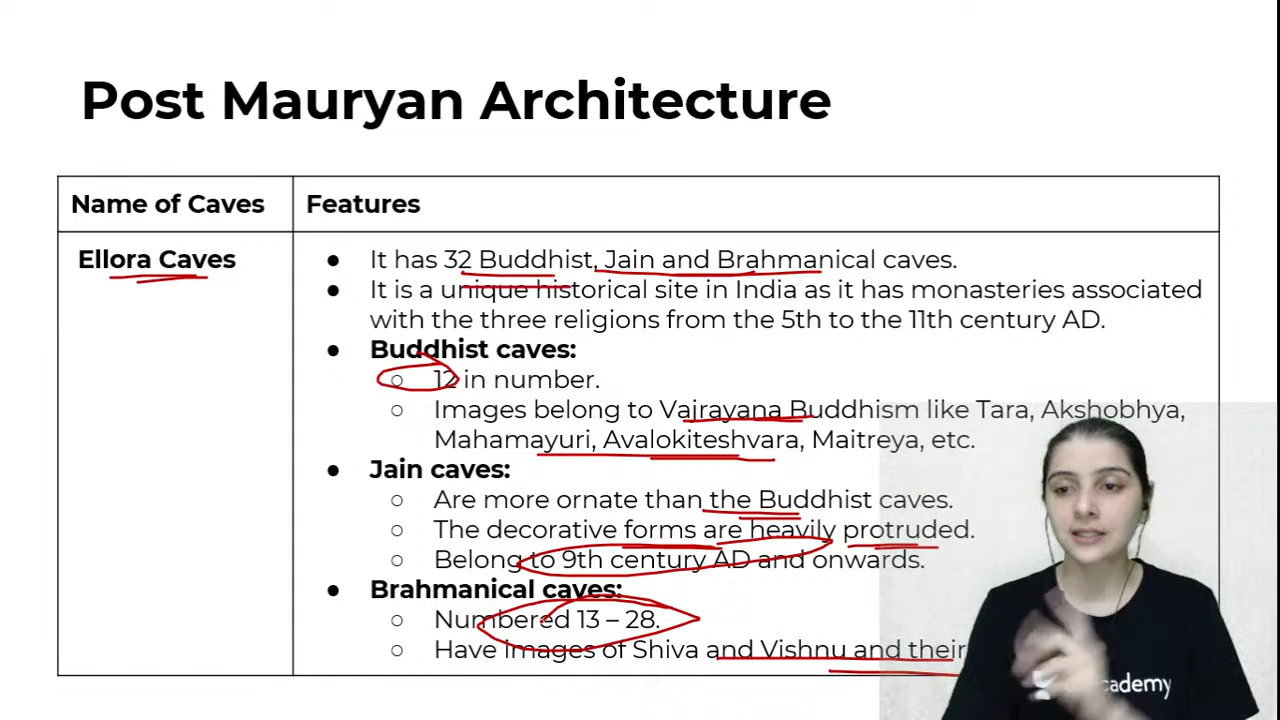 Post Mauryan Architecture
Name of Caves
Features
Ellora Caves
● It has 32 Buddhist, Jain and Brahmanical caves.
● It is a unique historical site in India as it has monasteries associated
with the three religions from the 5th to the 11th century AD.
● Buddhist caves:
○ 12 in number.
○ Images belong to Vajrayana Buddhism like Tara, Akshobhya,
Mahamayuri, Avalokiteshvara, Maitreya, etc.
● Jain caves:
○ Are more ornate than the Buddhist caves.
○ The decorative forms are heavily protruded.
○ Belong to 9th century AD and onwards.
● Brahmanical caves:
○ Numbered 13 – 28.
○ Have images of Shiva and Vishnu and their